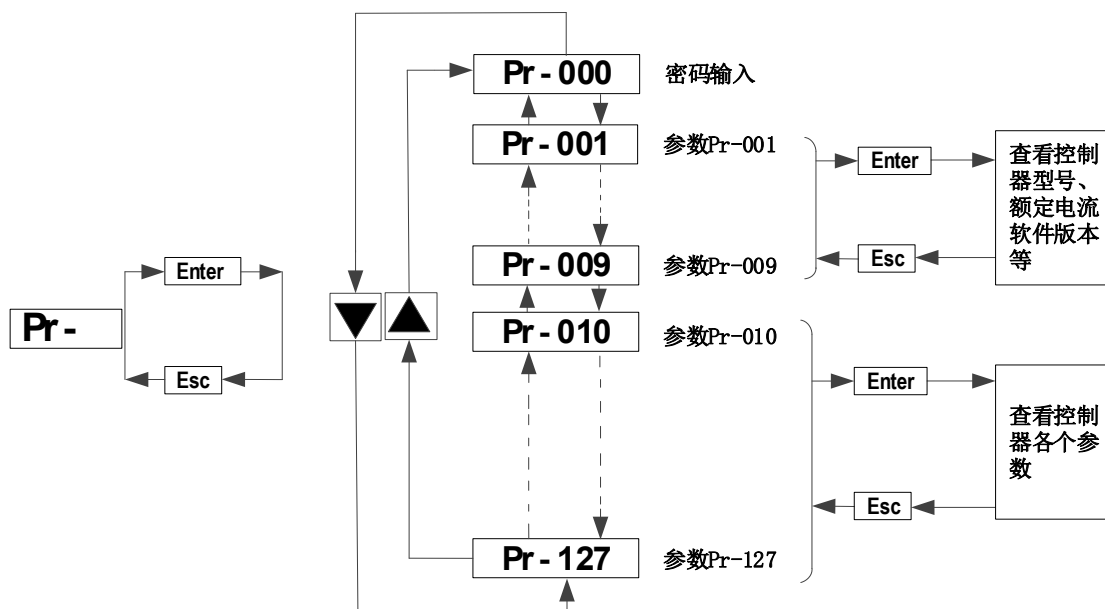 Pr-000
密码输入
Pr-001
参数Pr-001
Enter
查看控制
器型号、
额定电流
软件版本
等
Esc
Pr-009
参数Pr-009
Enter
Pr-
Esc
Pr-010
参数Pr-010
Enter
查看控制
器各个参
数
Esc
Pr-127
参数Pr-127